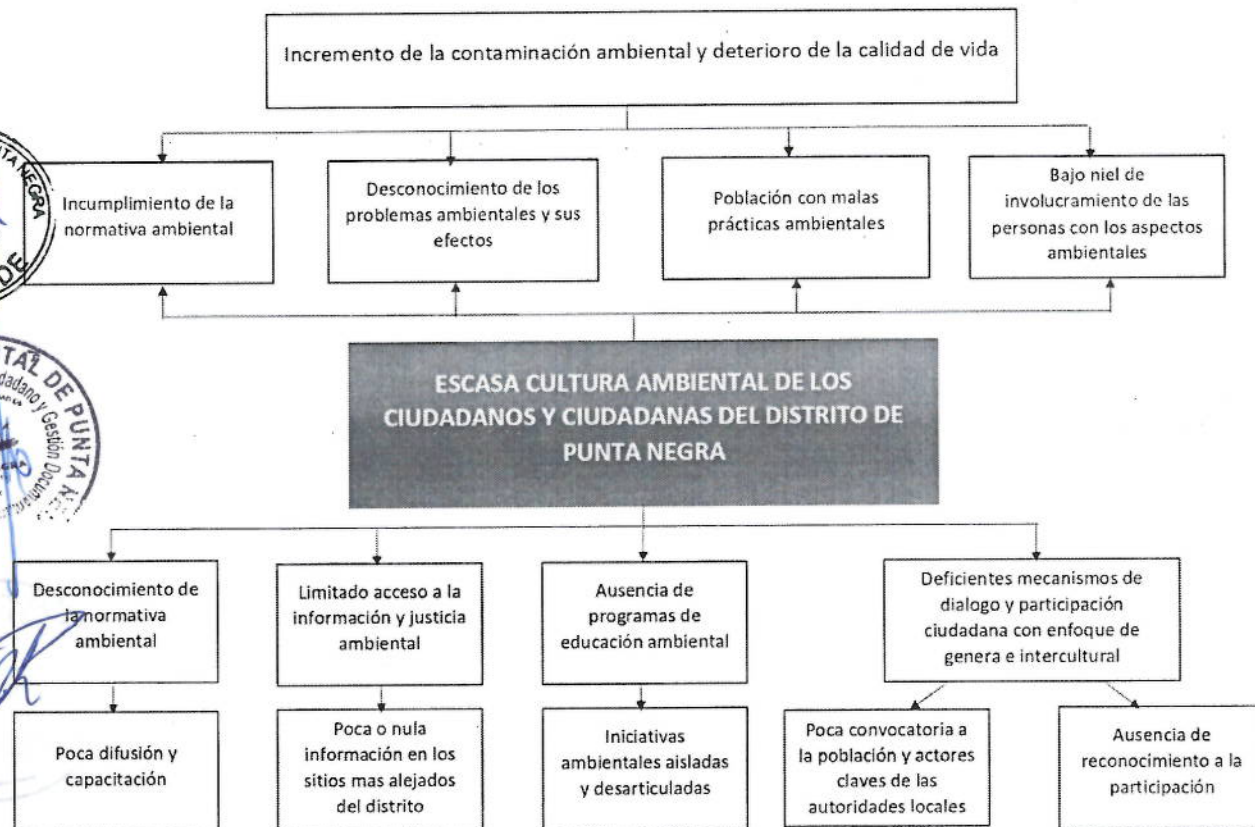 Incremento de la contaminación ambiental y deterioro de la calidad de vida
Incumplimiento de la
normativa ambiental
Desconocimiento de los
problemas ambientales y sus
efectos
Población con malas
prácticas ambientales
Bajo niel de
involucramiento de las
personas con los aspectos
ambientales
ESCASA CULTURA AMBIENTAL DE LOS
CIUDADANOS Y CIUDADANAS DEL DISTRITO DE
PUNTA NEGRA
Desconocimiento de
la normativa
ambiental
Limitado acceso a la
información y justicia
ambiental
Ausencia de
programas de
educación ambiental
Deficientes mecanismos de
dialogo y participación
ciudadana con enfoque de
genera e intercultural
Poca difusión y
capacitación
Poca o nula
información en los
sitios mas alejados
del distrito
Iniciativas
ambientales aisladas
y desarticuladas
Poca convocatoria a
la población y actores
claves de las
autoridades locales
Ausencia de
reconocimiento a la
participación
NEGRA
DE PUNTA
y Gestión